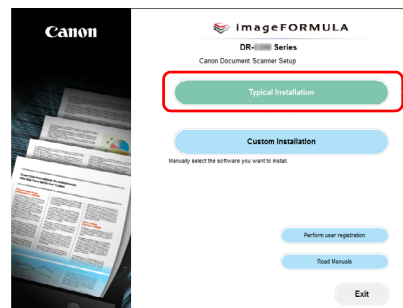 Canon
imageFORMULA
DR- Series
Canon Document Scanner Setup
Typical Installation
Custom Installation
Manually select the software you want to install.
Perform user registration
Read Manuals
Exit